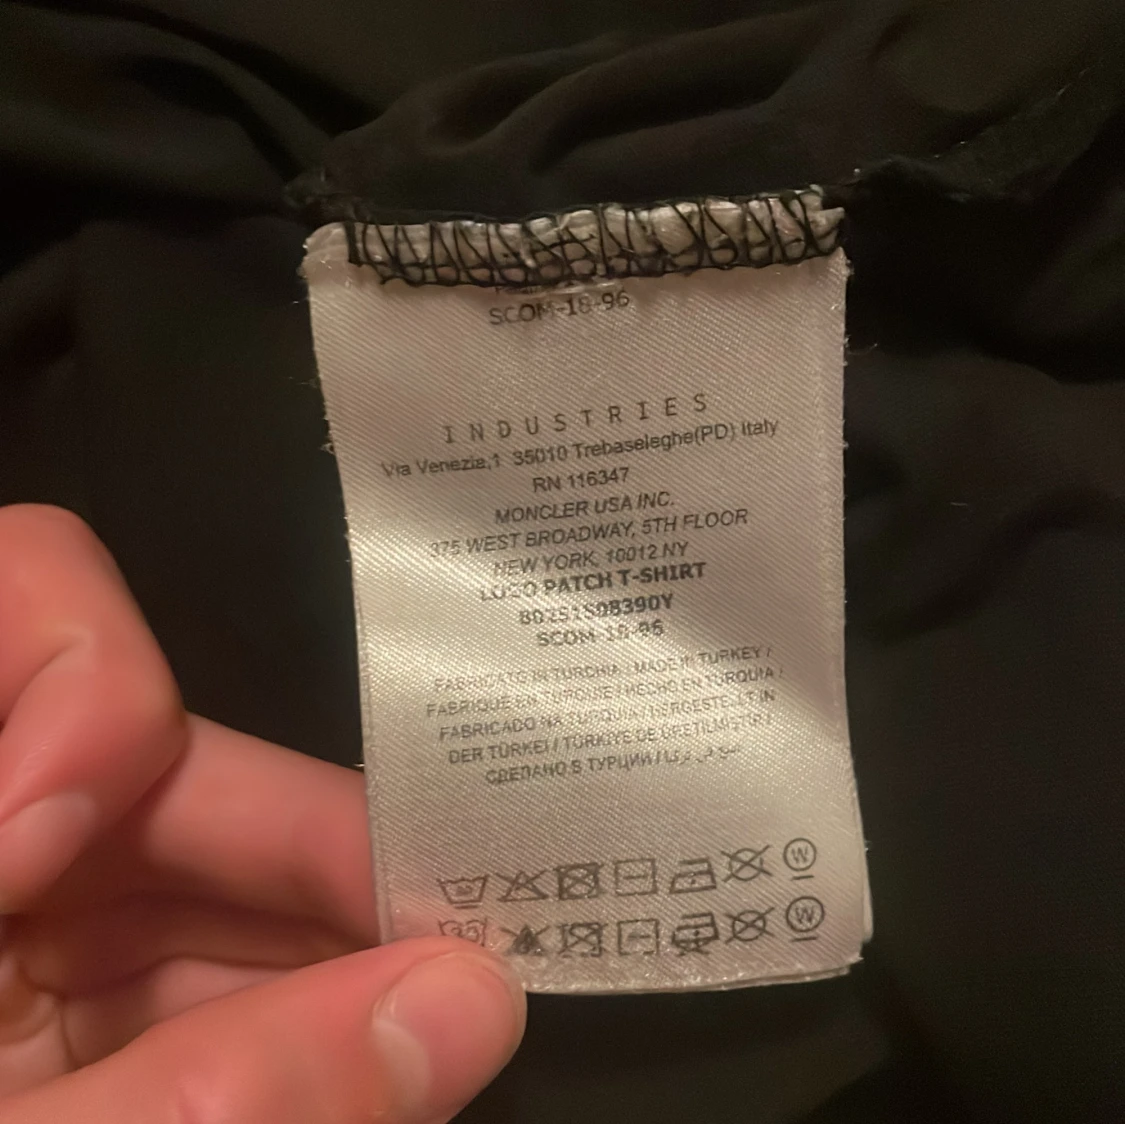 SCOM-18-96
INDUSTRIES
Via Venezia,1 35010 Trebaseleghe(PD) Italy
RN 116347
MONCLER USA INC.
375 WEST BROADWAY, 5TH FLOOR
NEW YORK, 10012 NY
LOGO PATCH T-SHIRT
SCOM-18-96
FABRICATO IN TURCHIA / MADE IN TURKEY /
FABRIQUÉ EN TURQUIE / HECHO EN TURQUIA /
FABRICADO NA TURQUIA / HERGESTELLT IN
DER TÜRKEI / TÜRKIYE DE ÜRETILMIŞTIR /
СДЕЛАНО В ТУРЦИИ /
W
W